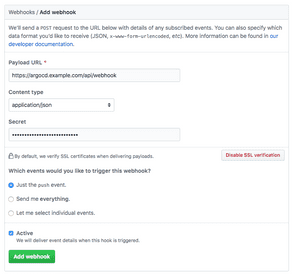 Webhooks / Add webhook
We'll send a POST request to the URL below with details of any subscribed events. You can also specify which
data format you'd like to receive (JSON, x-www-form-urlencoded, etc). More information can be found in our
developer documentation.
Payload URL *
https://argocd.example.com/api/webhook
Content type
application/json
Secret
••••••••••••••••••••••••••
By default, we verify SSL certificates when delivering payloads.
Disable SSL verification
Which events would you like to trigger this webhook?
Just the push event.
Send me everything.
Let me select individual events.
Active
We will deliver event details when this hook is triggered.
Add webhook